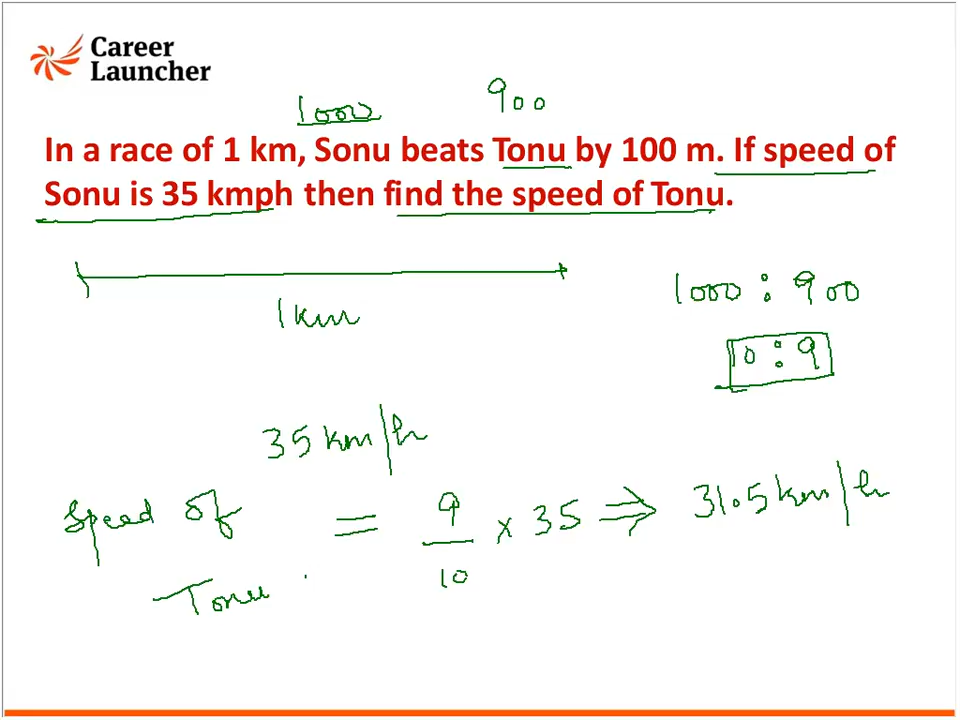 Career
Launcher
1000 900
In a race of 1 km, Sonu beats Tonu by 100 m. If speed of
Sonu is 35 kmph then find the speed of Tonu.
1km
1000 : 900
10 : 9
35 km/h
Speed of = 9/10 × 35 ⇒ 31.5 km/h
Tonu